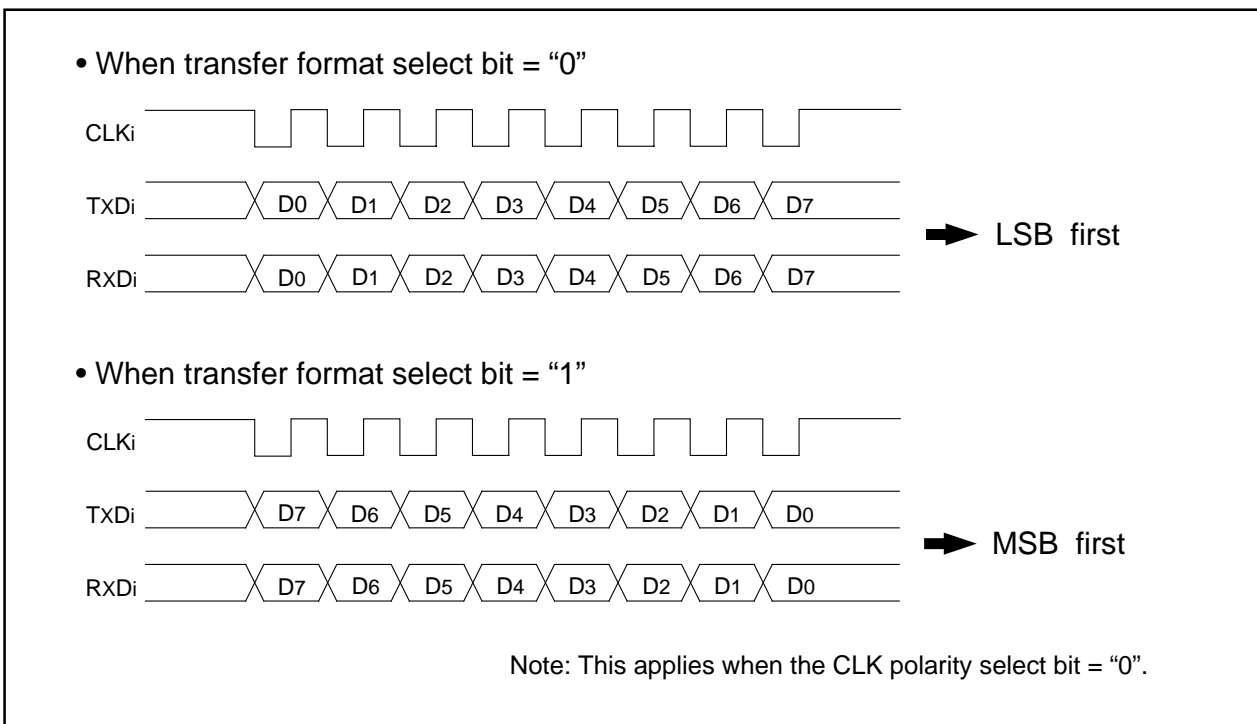 • When transfer format select bit = “0”
CLKi
TXDi D0 D1 D2 D3 D4 D5 D6 D7
LSB first
RXDi D0 D1 D2 D3 D4 D5 D6 D7
• When transfer format select bit = “1”
CLKi
TXDi D7 D6 D5 D4 D3 D2 D1 D0
MSB first
RXDi D7 D6 D5 D4 D3 D2 D1 D0
Note: This applies when the CLK polarity select bit = “0”.